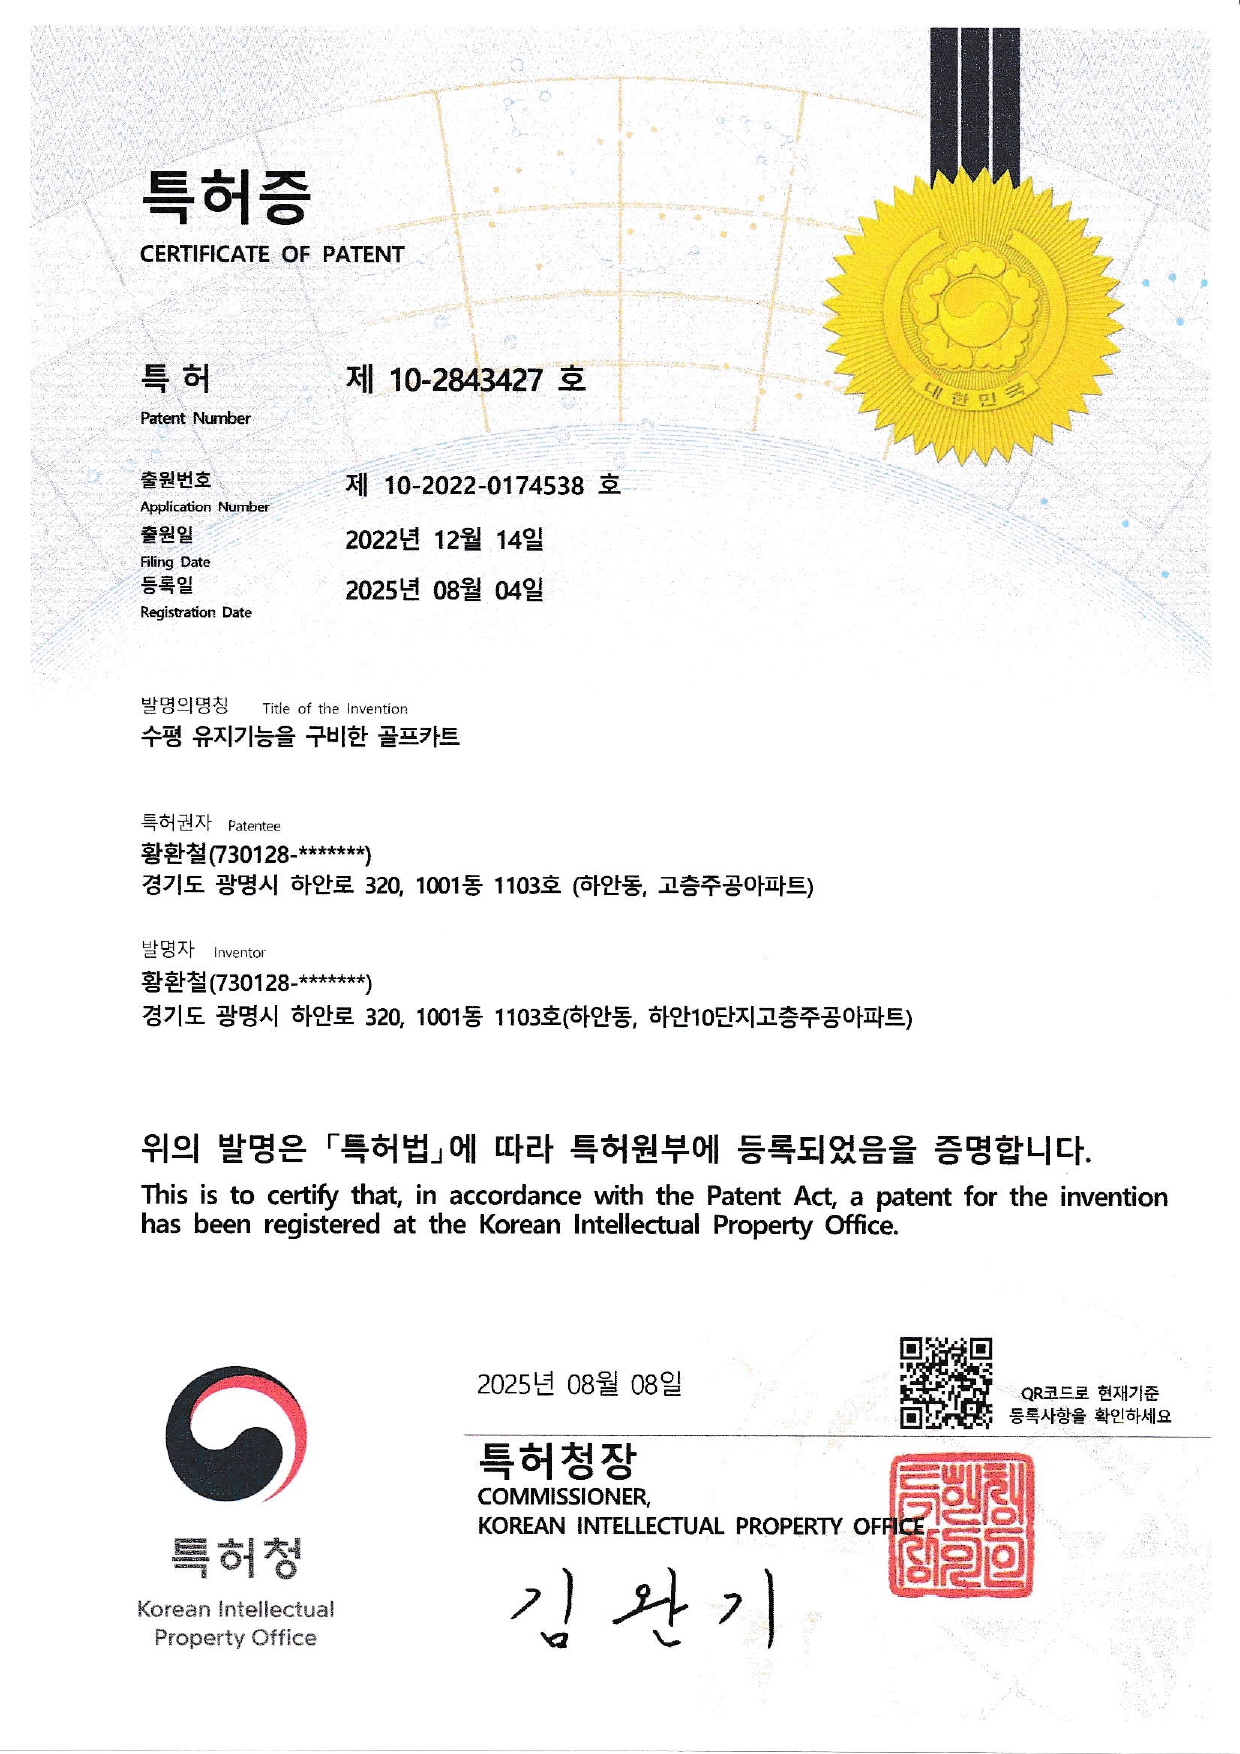 특허증
CERTIFICATE OF PATENT
대한민국
특 허 제 10-2843427 호
Patent Number
출원번호 제 10-2022-0174538 호
Application Number
출원일 2022년 12월 14일
Filing Date
등록일 2025년 08월 04일
Registration Date
발명의명칭 Title of the Invention
수평 유지기능을 구비한 골프카트
특허권자 Patentee
황환철(730128-*******)
경기도 광명시 하안로 320, 1001동 1103호 (하안동, 고층주공아파트)
발명자 Inventor
황환철(730128-*******)
경기도 광명시 하안로 320, 1001동 1103호(하안동, 하안10단지고층주공아파트)
위의 발명은 「특허법」에 따라 특허원부에 등록되었음을 증명합니다.
This is to certify that, in accordance with the Patent Act, a patent for the invention
has been registered at the Korean Intellectual Property Office.
2025년 08월 08일
QR코드로 현재기준
등록사항을 확인하세요
특허청장
COMMISSIONER,
KOREAN INTELLECTUAL PROPERTY OFFICE
김완기
특허청
Korean Intellectual
Property Office